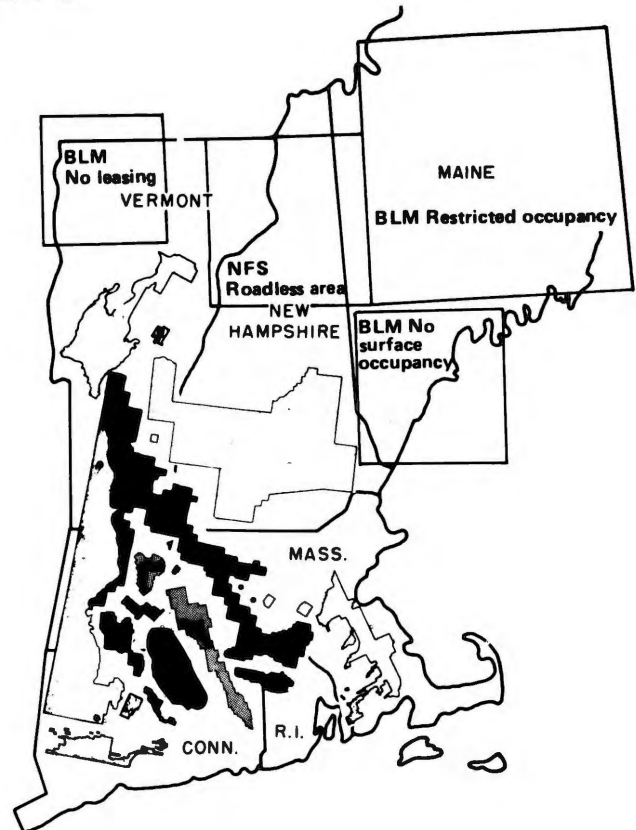 BLM
No leasing
VERMONT
MAINE
BLM Restricted occupancy
NFS
Roadless area
NEW
HAMPSHIRE
BLM No
surface
occupancy
MASS.
CONN.
R.I.